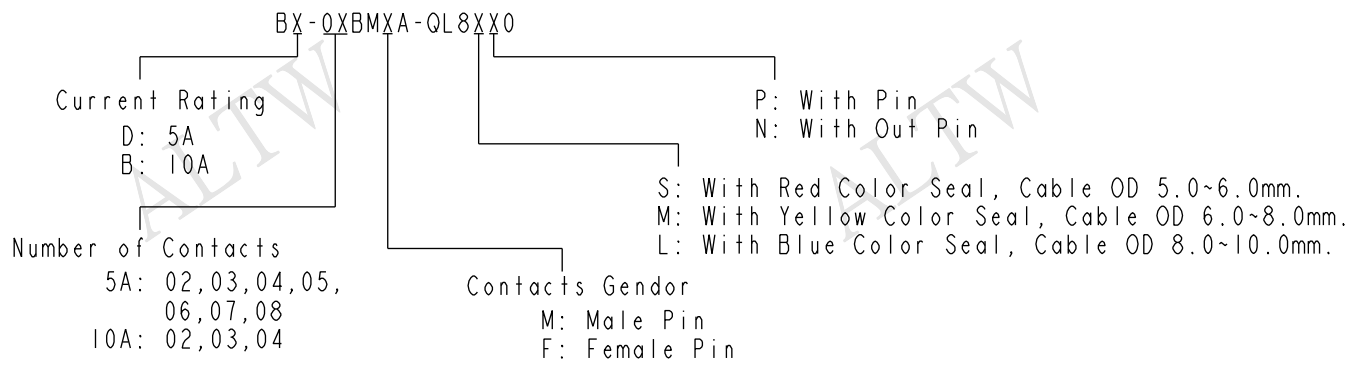 BX-0XBMXA-QL8XX0
Current Rating
D: 5A
B: 10A
P: With Pin
N: With Out Pin
S: With Red Color Seal, Cable OD 5.0~6.0mm.
M: With Yellow Color Seal, Cable OD 6.0~8.0mm.
L: With Blue Color Seal, Cable OD 8.0~10.0mm.
Number of Contacts
5A: 02,03,04,05,
06,07,08
10A: 02,03,04
Contacts Gendor
M: Male Pin
F: Female Pin
ALTW
ALTW